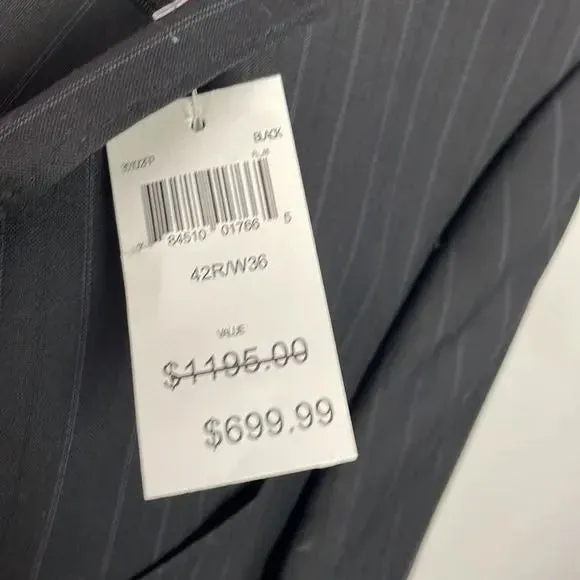 BLACK
84510 01766 5
42R/W36
VALUE
$1195.00
$699.99